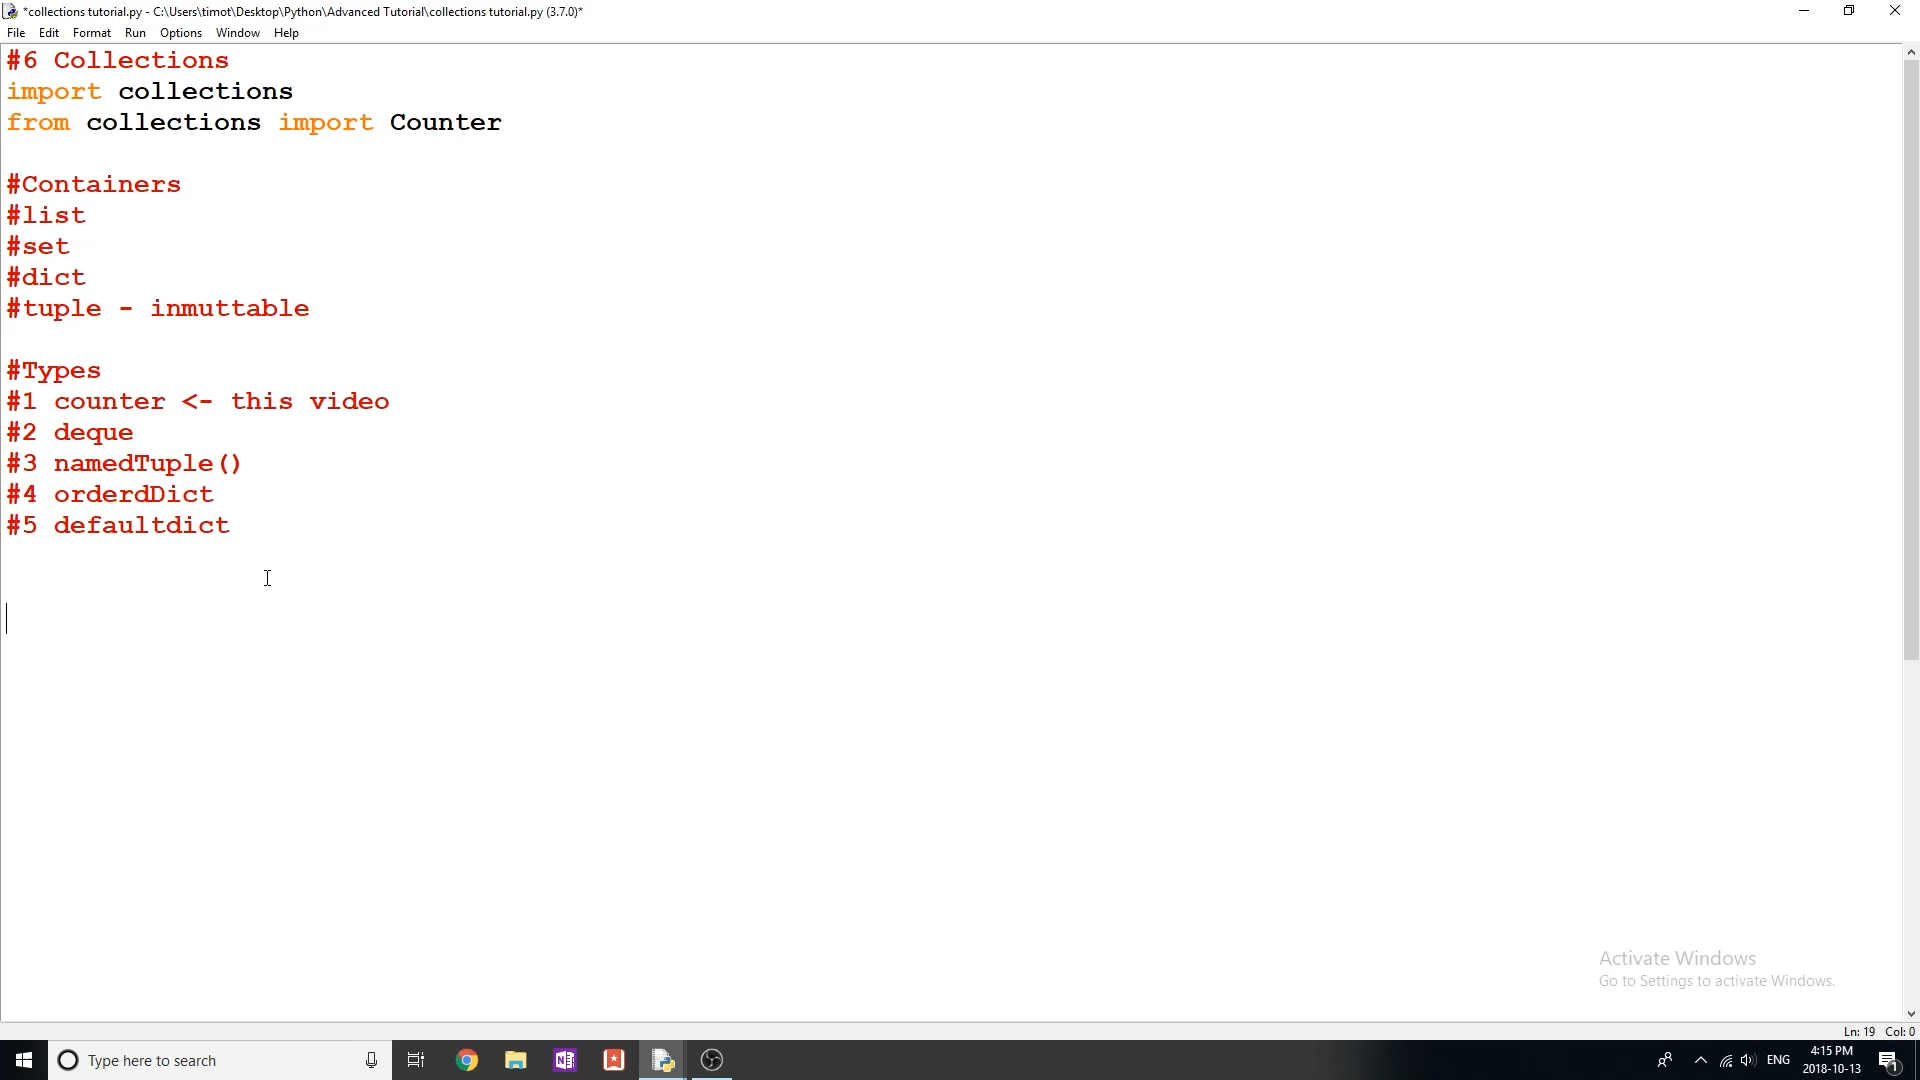 *collections tutorial.py - C:\Users\timot\Desktop\Python\Advanced Tutorial\collections tutorial.py (3.7.0)*
File Edit Format Run Options Window Help
#6 Collections
import collections
from collections import Counter
#Containers
#list
#set
#dict
#tuple - inmuttable
#Types
#1 counter <- this video
#2 deque
#3 namedTuple()
#4 orderdDict
#5 defaultdict
Activate Windows
Go to Settings to activate Windows.
Ln: 19 Col: 0
Type here to search
ENG
4:15 PM
2018-10-13
1